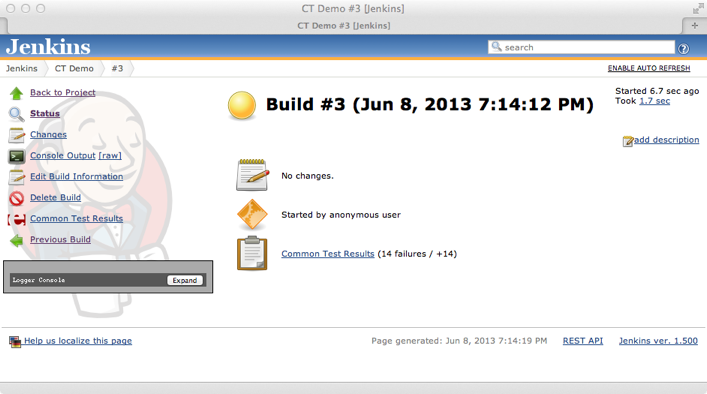 CT Demo #3 [Jenkins]
CT Demo #3 [Jenkins]
Jenkins
search
Jenkins CT Demo #3
ENABLE AUTO REFRESH
Back to Project
Status
Changes
Console Output [raw]
Edit Build Information
Delete Build
Common Test Results
Previous Build
Logger Console Expand
Build #3 (Jun 8, 2013 7:14:12 PM)
Started 6.7 sec ago
Took 1.7 sec
add description
No changes.
Started by anonymous user
Common Test Results (14 failures / +14)
Help us localize this page
Page generated: Jun 8, 2013 7:14:19 PM REST API Jenkins ver. 1.500